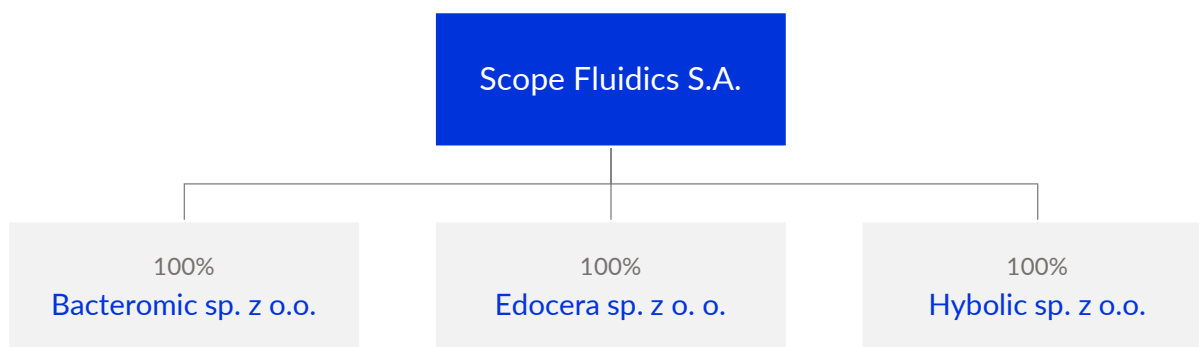 Scope Fluidics S.A.
100%
Bacteromic sp. z o.o.
100%
Edocera sp. z o. o.
100%
Hybolic sp. z o.o.